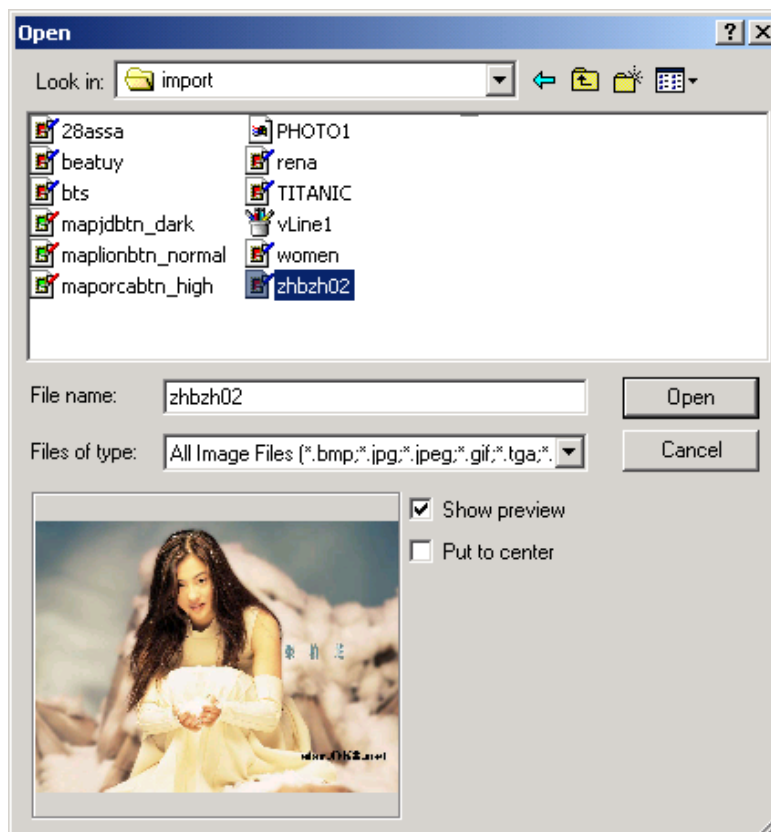 Open
Look in: import
28assa
beatuy
bts
mapjdbtn_dark
maplionbtn_normal
maporcabtn_high
PHOTO1
rena
TITANIC
vLine1
women
zhbzh02
File name: zhbzh02 Open
Files of type: All Image Files (*.bmp;*.jpg;*.jpeg;*.gif;*.tga;*. Cancel
Show preview
Put to center